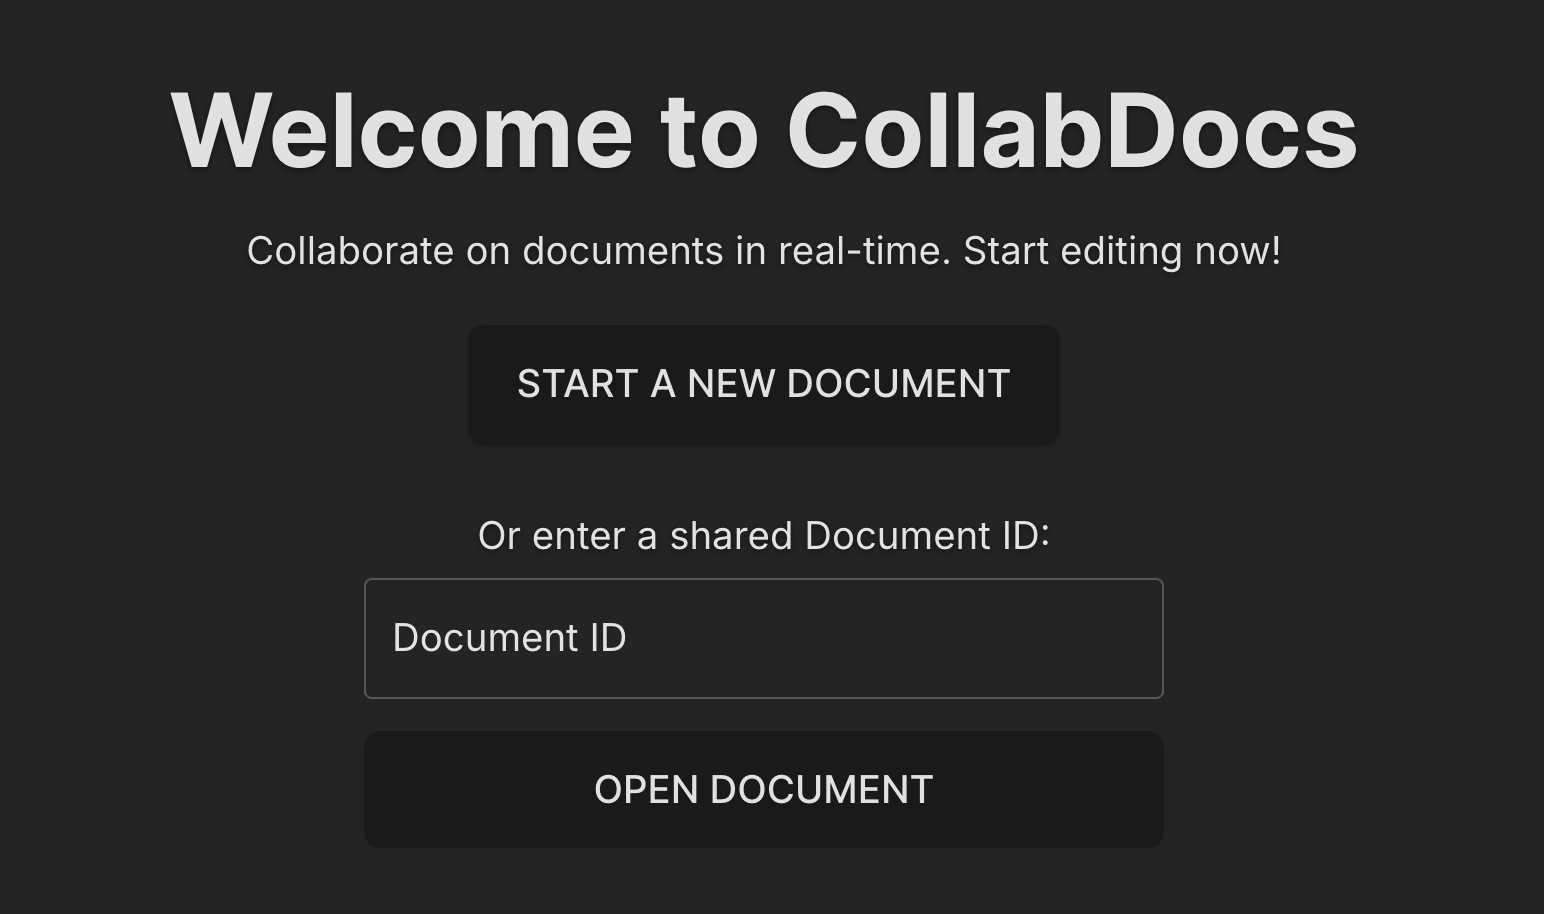 Welcome to CollabDocs
Collaborate on documents in real-time. Start editing now!
START A NEW DOCUMENT
Or enter a shared Document ID:
Document ID
OPEN DOCUMENT